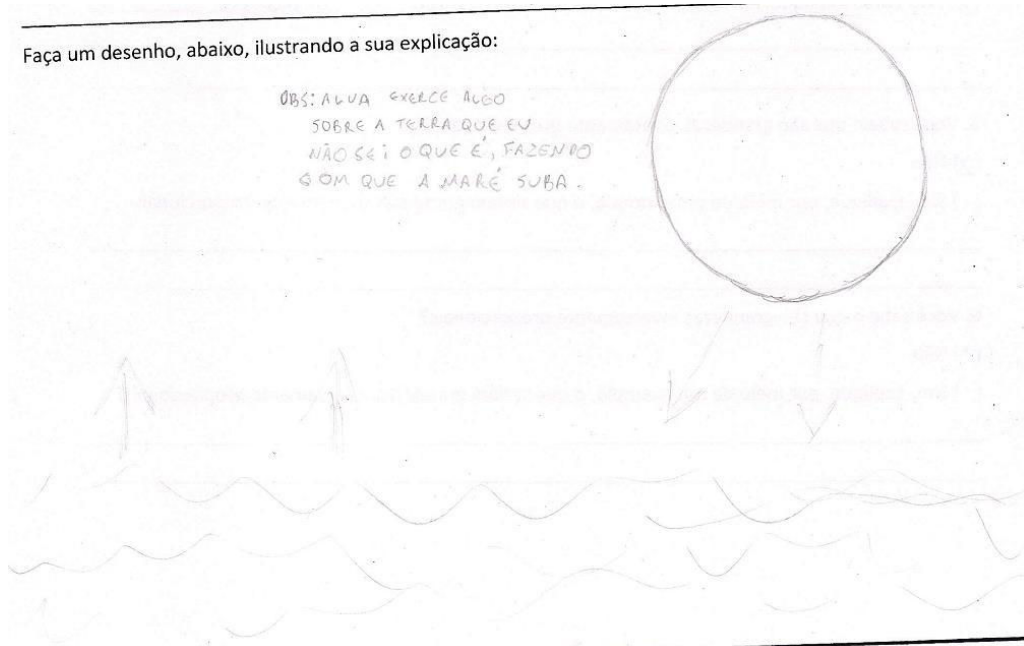 Faça um desenho, abaixo, ilustrando a sua explicação:
OBS: A LUA EXERCE ALGO
SOBRE A TERRA QUE EU
NÃO SEI O QUE É, FAZENDO
COM QUE A MARÉ SUBA.